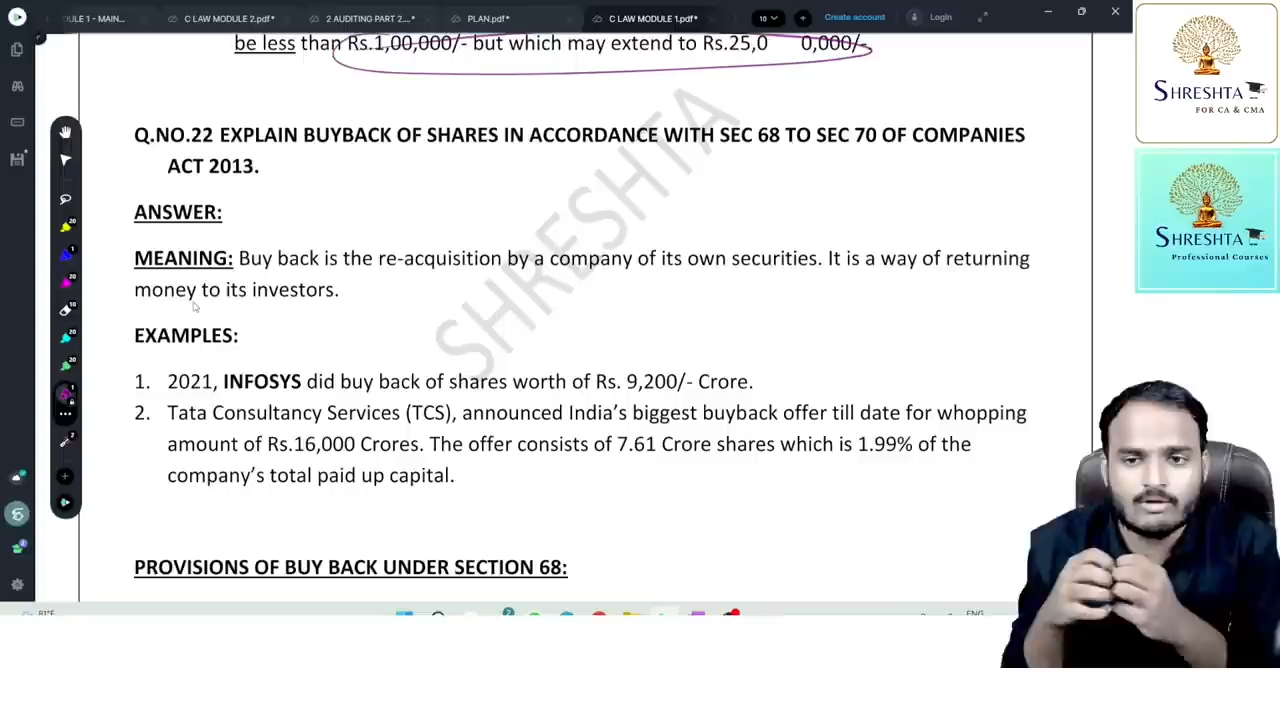 ULE 1 - MAIN...
C LAW MODULE 2.pdf*
2 AUDITING PART 2....*
PLAN.pdf*
C LAW MODULE 1.pdf*
10
Create account
Login
be less than Rs.1,00,000/- but which may extend to Rs.25,0 0,000/-
Q.NO.22 EXPLAIN BUYBACK OF SHARES IN ACCORDANCE WITH SEC 68 TO SEC 70 OF COMPANIES
ACT 2013.
ANSWER:
MEANING: Buy back is the re-acquisition by a company of its own securities. It is a way of returning
money to its investors.
EXAMPLES:
1. 2021, INFOSYS did buy back of shares worth of Rs. 9,200/- Crore.
2. Tata Consultancy Services (TCS), announced India's biggest buyback offer till date for whopping
amount of Rs.16,000 Crores. The offer consists of 7.61 Crore shares which is 1.99% of the
company's total paid up capital.
PROVISIONS OF BUY BACK UNDER SECTION 68:
SHRESHTA
SHRESHTA
FOR CA & CMA
SHRESHTA
Professional Courses
81°F
ENG